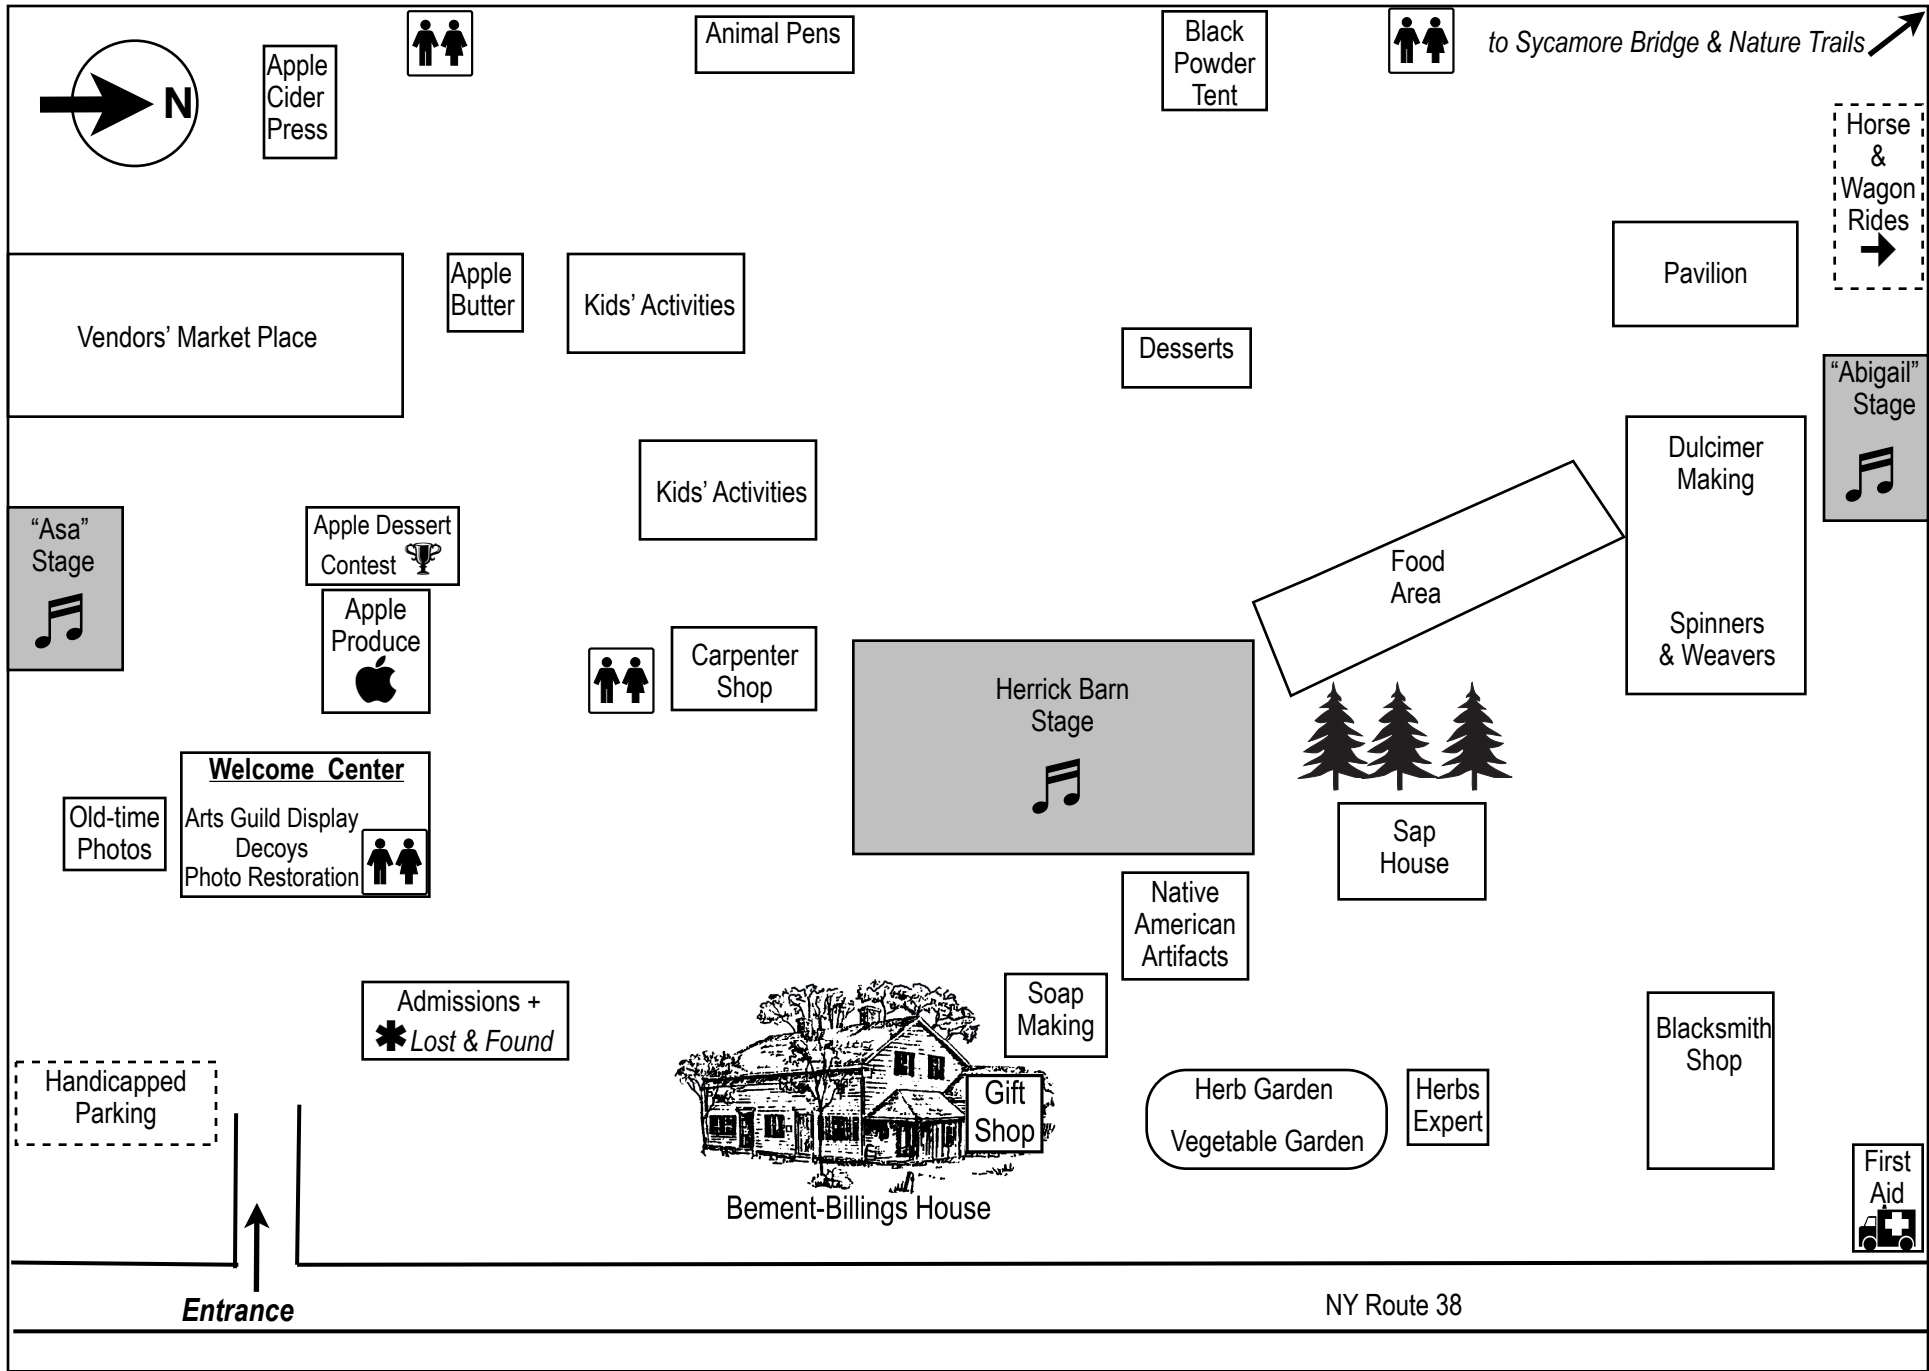 Animal Pens
Black
Powder
Tent
to Sycamore Bridge & Nature Trails
N
Apple
Cider
Press
Horse
&
Wagon
Rides
Vendors’ Market Place
Apple
Butter
Kids’ Activities
Pavilion
Desserts
“Abigail”
Stage
Dulcimer
Making
Kids’ Activities
“Asa”
Stage
Apple Dessert
Contest
Food
Area
Apple
Produce
Spinners
& Weavers
Carpenter
Shop
Herrick Barn
Stage
Welcome Center
Arts Guild Display
Decoys
Photo Restoration
Old-time
Photos
Sap
House
Native
American
Artifacts
Admissions +
✱ Lost & Found
Soap
Making
Blacksmith
Shop
Handicapped
Parking
Gift
Shop
Herb Garden
Vegetable Garden
Herbs
Expert
First
Aid
Bement-Billings House
Entrance
NY Route 38